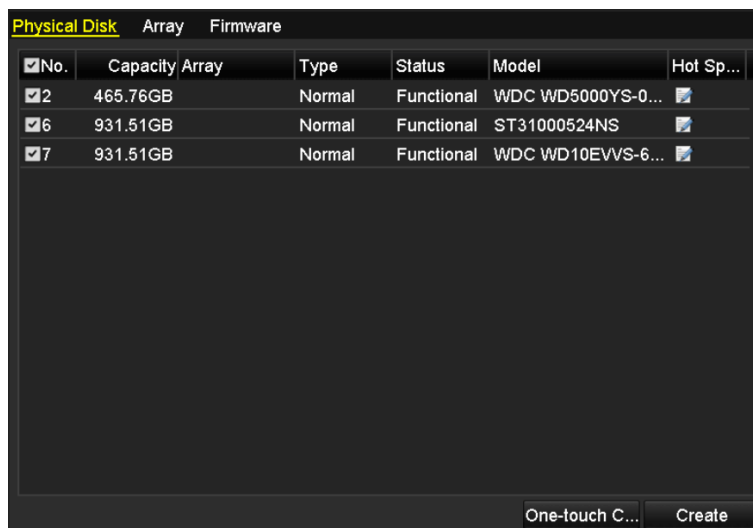 Physical Disk Array Firmware
No. Capacity Array Type Status Model Hot Sp...
2 465.76GB Normal Functional WDC WD5000YS-0...
6 931.51GB Normal Functional ST31000524NS
7 931.51GB Normal Functional WDC WD10EVVS-6...
One-touch C... Create